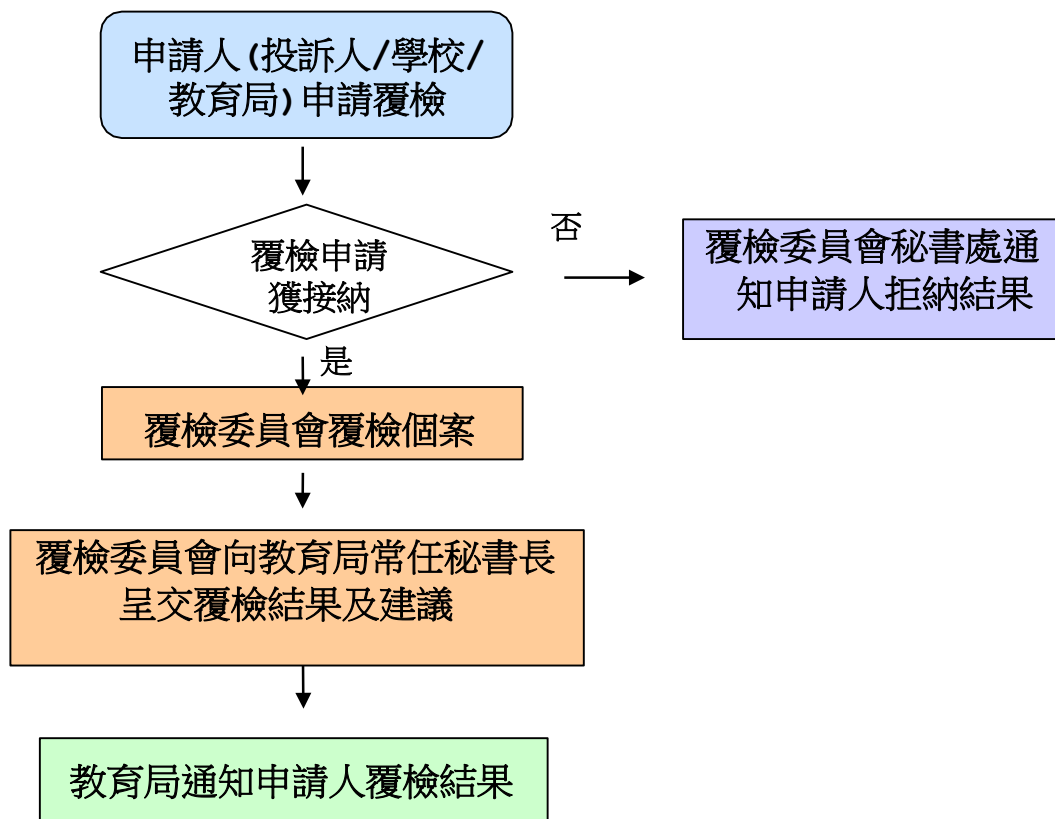 申請人(投訴人/學校/
教育局)申請覆檢
覆檢申請
獲接納
否
覆檢委員會秘書處通
知申請人拒納結果
是
覆檢委員會覆檢個案
覆檢委員會向教育局常任秘書長
呈交覆檢結果及建議
教育局通知申請人覆檢結果